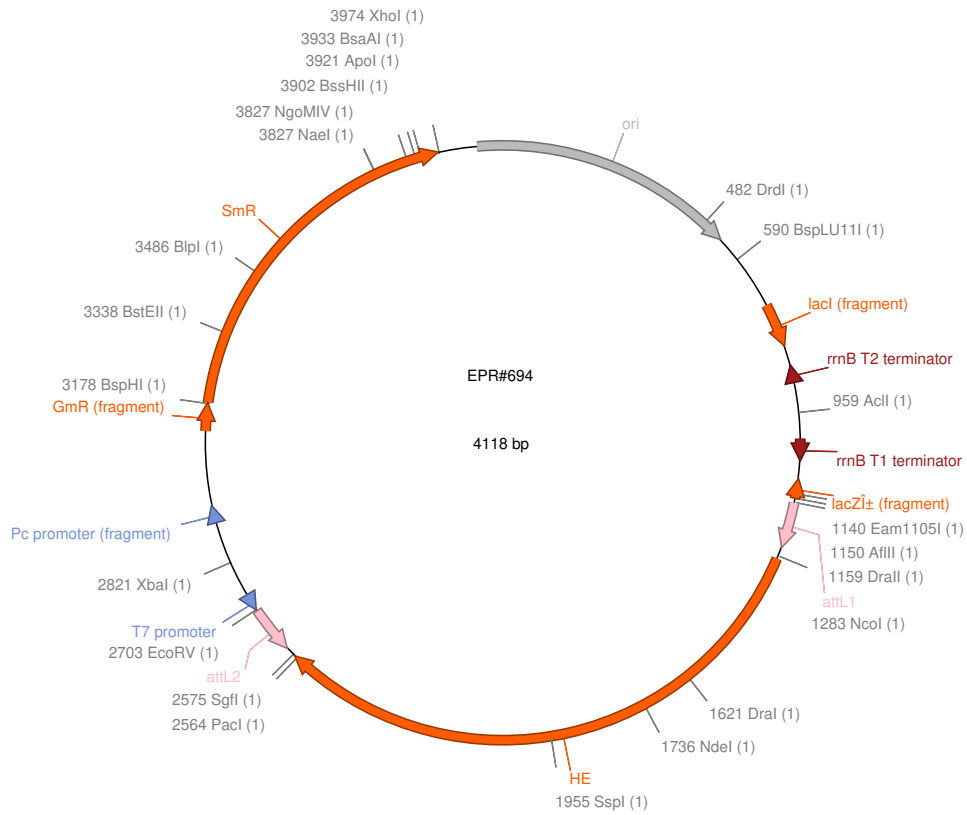 3974 XhoI (1)
3933 BsaAI (1)
3921 ApoI (1)
3902 BssHII (1)
3827 NgoMIV (1)
3827 NaeI (1)
ori
482 DrdI (1)
SmR
590 BspLU11I (1)
3486 BlpI (1)
lacI (fragment)
3338 BstEII (1)
rrnB T2 terminator
EPR#694
3178 BspHI (1)
959 AclI (1)
GmR (fragment)
4118 bp
rrnB T1 terminator
lacZÎ± (fragment)
1140 Eam1105I (1)
Pc promoter (fragment)
1150 AflII (1)
1159 DraII (1)
2821 XbaI (1)
attL1
1283 NcoI (1)
T7 promoter
2703 EcoRV (1)
attL2
2575 SgfI (1)
1621 DraI (1)
2564 PacI (1)
1736 NdeI (1)
HE
1955 SspI (1)